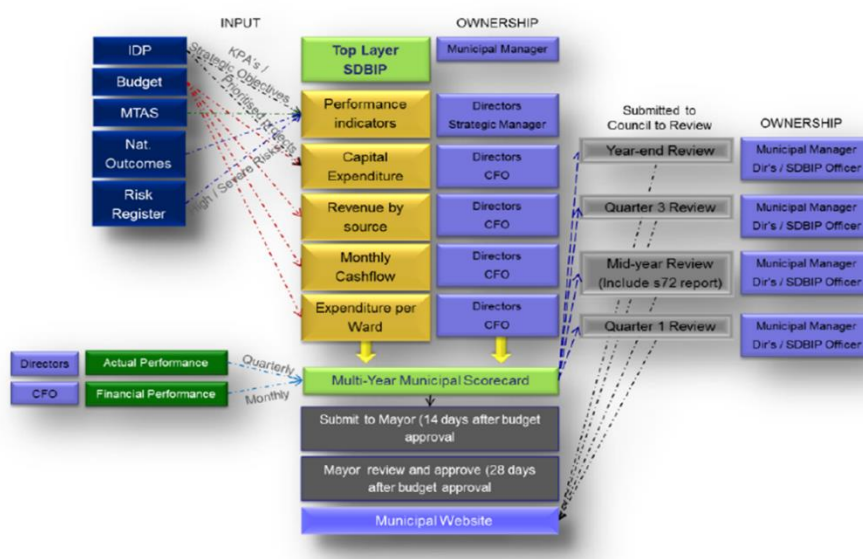 INPUT
OWNERSHIP
IDP
Budget
MTAS
Nat.
Outcomes
Risk
Register
KPA's /
Strategic Objectives
Prioritised projects
High / Severe Risks
Top Layer
SDBIP
Municipal Manager
Performance
indicators
Directors
Strategic Manager
Capital
Expenditure
Directors
CFO
Revenue by
source
Directors
CFO
Monthly
Cashflow
Directors
CFO
Expenditure per
Ward
Directors
CFO
Submitted to
Council to Review
OWNERSHIP
Year-end Review
Municipal Manager
Dir's / SDBIP Officer
Quarter 3 Review
Municipal Manager
Dir's / SDBIP Officer
Mid-year Review
(Include s72 report)
Municipal Manager
Dir's / SDBIP Officer
Quarter 1 Review
Municipal Manager
Dir's / SDBIP Officer
Directors
Actual Performance
Quarterly
CFO
Financial Performance
Monthly
Multi-Year Municipal Scorecard
Submit to Mayor (14 days after budget
approval
Mayor review and approve (28 days
after budget approval
Municipal Website